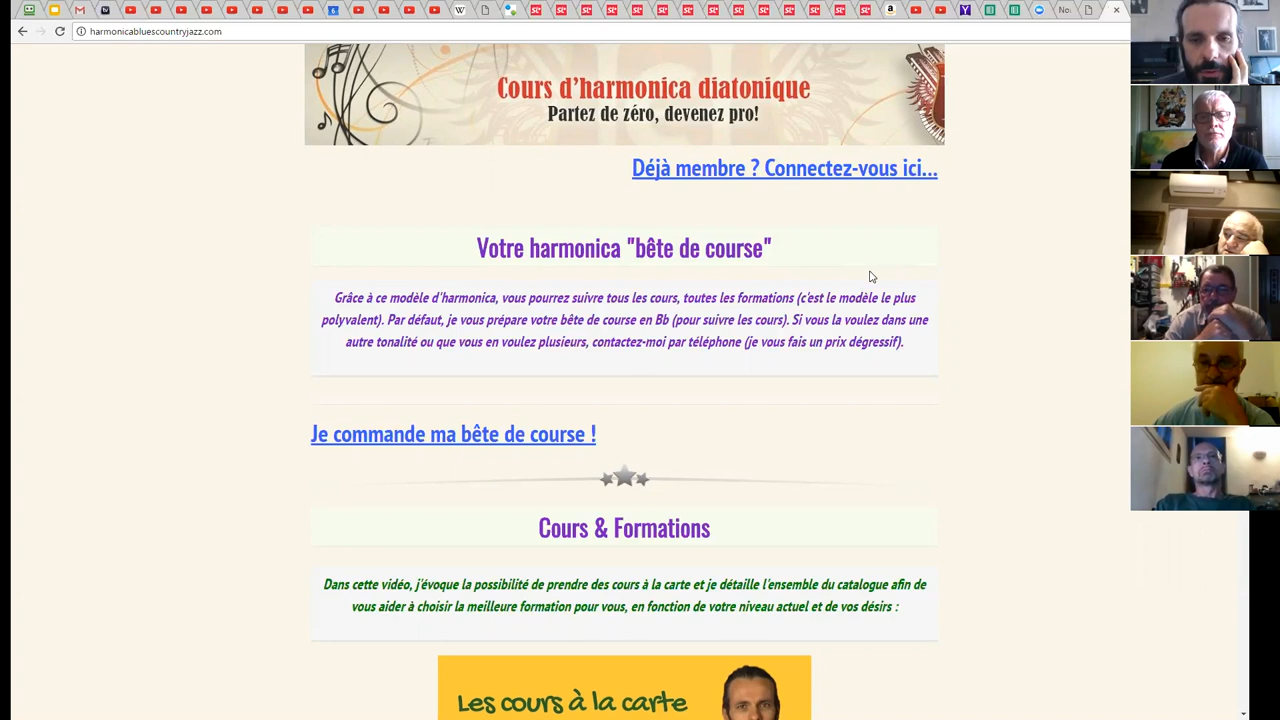 No
harmonicabluescountryjazz.com
Cours d'harmonica diatonique
Partez de zéro, devenez pro!
Déjà membre ? Connectez-vous ici...
Votre harmonica "bête de course"
Grâce à ce modèle d'harmonica, vous pourrez suivre tous les cours, toutes les formations (c'est le modèle le plus
polyvalent). Par défaut, je vous prépare votre bête de course en Bb (pour suivre les cours). Si vous la voulez dans une
autre tonalité ou que vous en voulez plusieurs, contactez-moi par téléphone (je vous fais un prix dégressif).
Je commande ma bête de course !
Cours & Formations
Dans cette vidéo, j'évoque la possibilité de prendre des cours à la carte et je détaille l'ensemble du catalogue afin de
vous aider à choisir la meilleure formation pour vous, en fonction de votre niveau actuel et de vos désirs :
Les cours à la carte